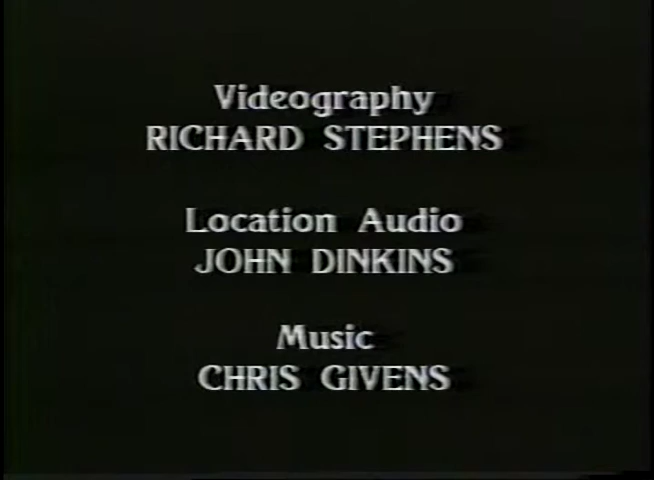 Videography
RICHARD STEPHENS
Location Audio
JOHN DINKINS
Music
CHRIS GIVENS